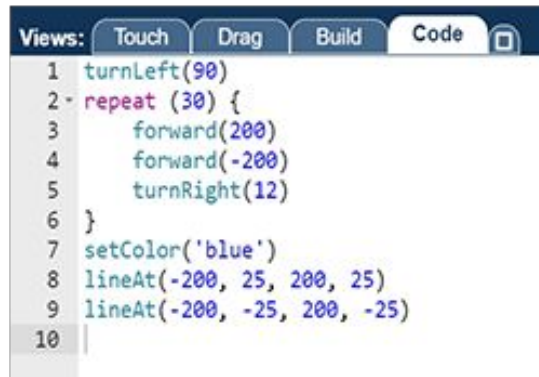 Views: Touch Drag Build Code
1 turnLeft(90)
2 repeat (30) {
3     forward(200)
4     forward(-200)
5     turnRight(12)
6 }
7 setColor('blue')
8 lineAt(-200, 25, 200, 25)
9 lineAt(-200, -25, 200, -25)
10